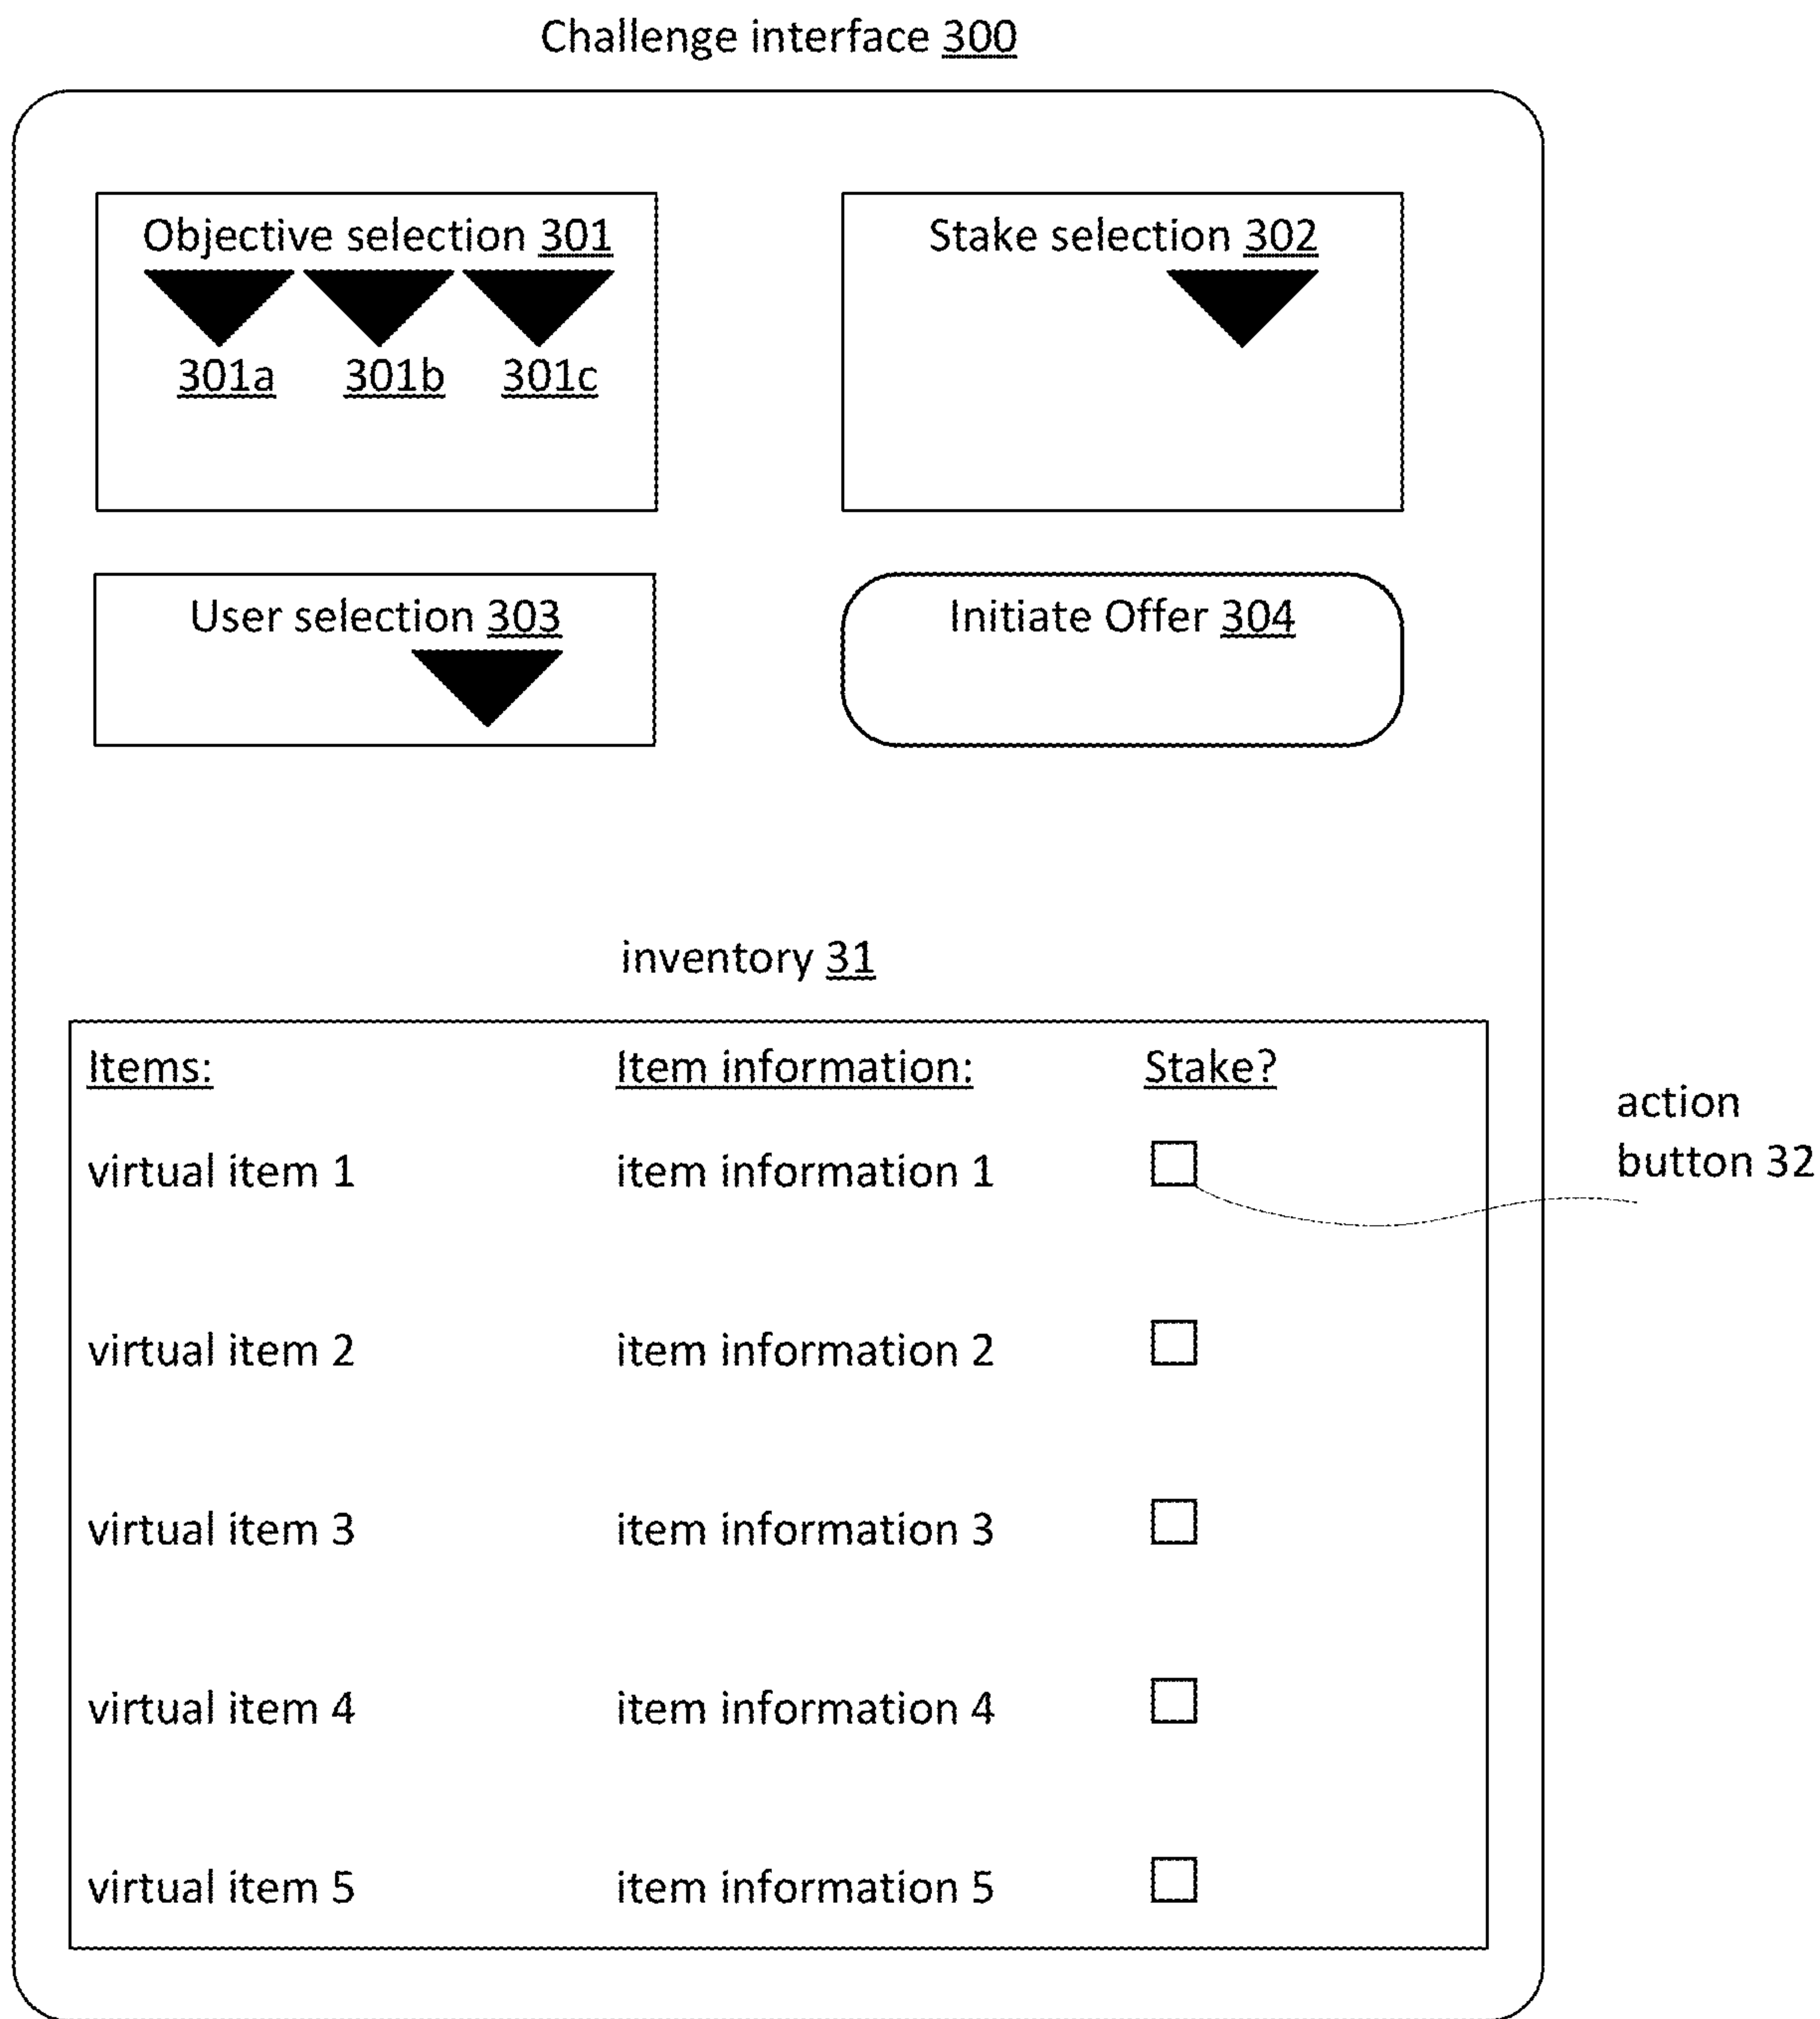 Challenge interface 300
Objective selection 301
301a 301b 301c
Stake selection 302
User selection 303
Initiate Offer 304
inventory 31
Items: Item information: Stake?
virtual item 1 item information 1
action
button 32
virtual item 2 item information 2
virtual item 3 item information 3
virtual item 4 item information 4
virtual item 5 item information 5